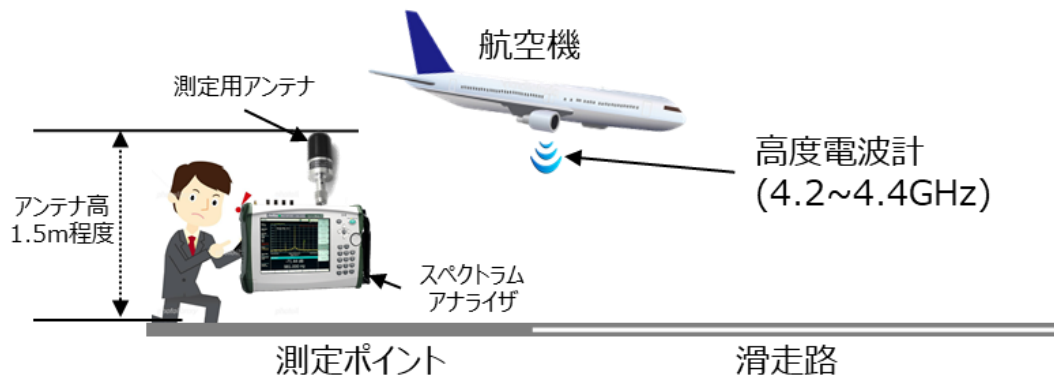 航空機
測定用アンテナ
高度電波計
(4.2~4.4GHz)
アンテナ高
1.5m程度
スペクトラム
アナライザ
測定ポイント
滑走路